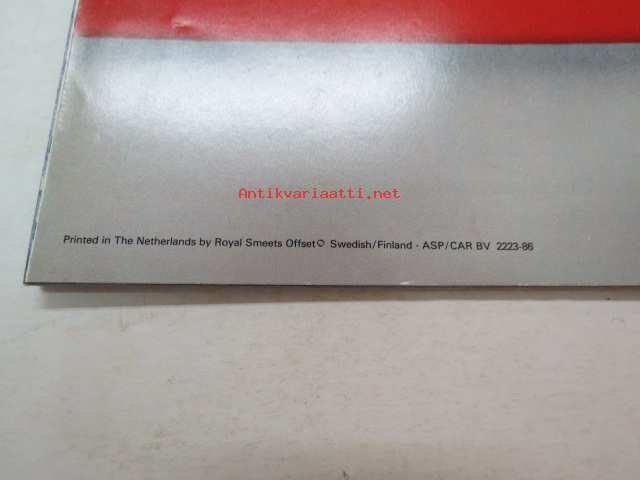 Antikvariaatti.net
Printed in The Netherlands by Royal Smeets Offset Swedish/Finland · ASP/CAR BV 2223-86